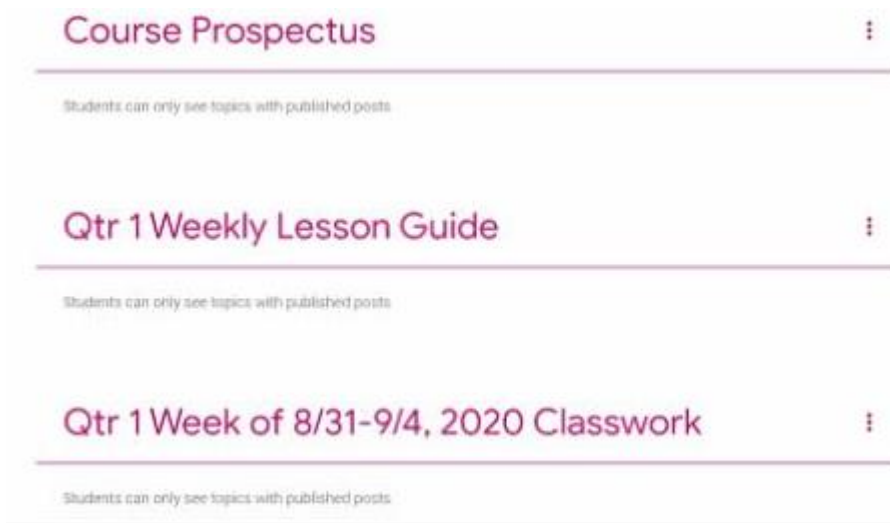 Course Prospectus
Students can only see topics with published posts
Qtr 1 Weekly Lesson Guide
Students can only see topics with published posts
Qtr 1 Week of 8/31-9/4, 2020 Classwork
Students can only see topics with published posts